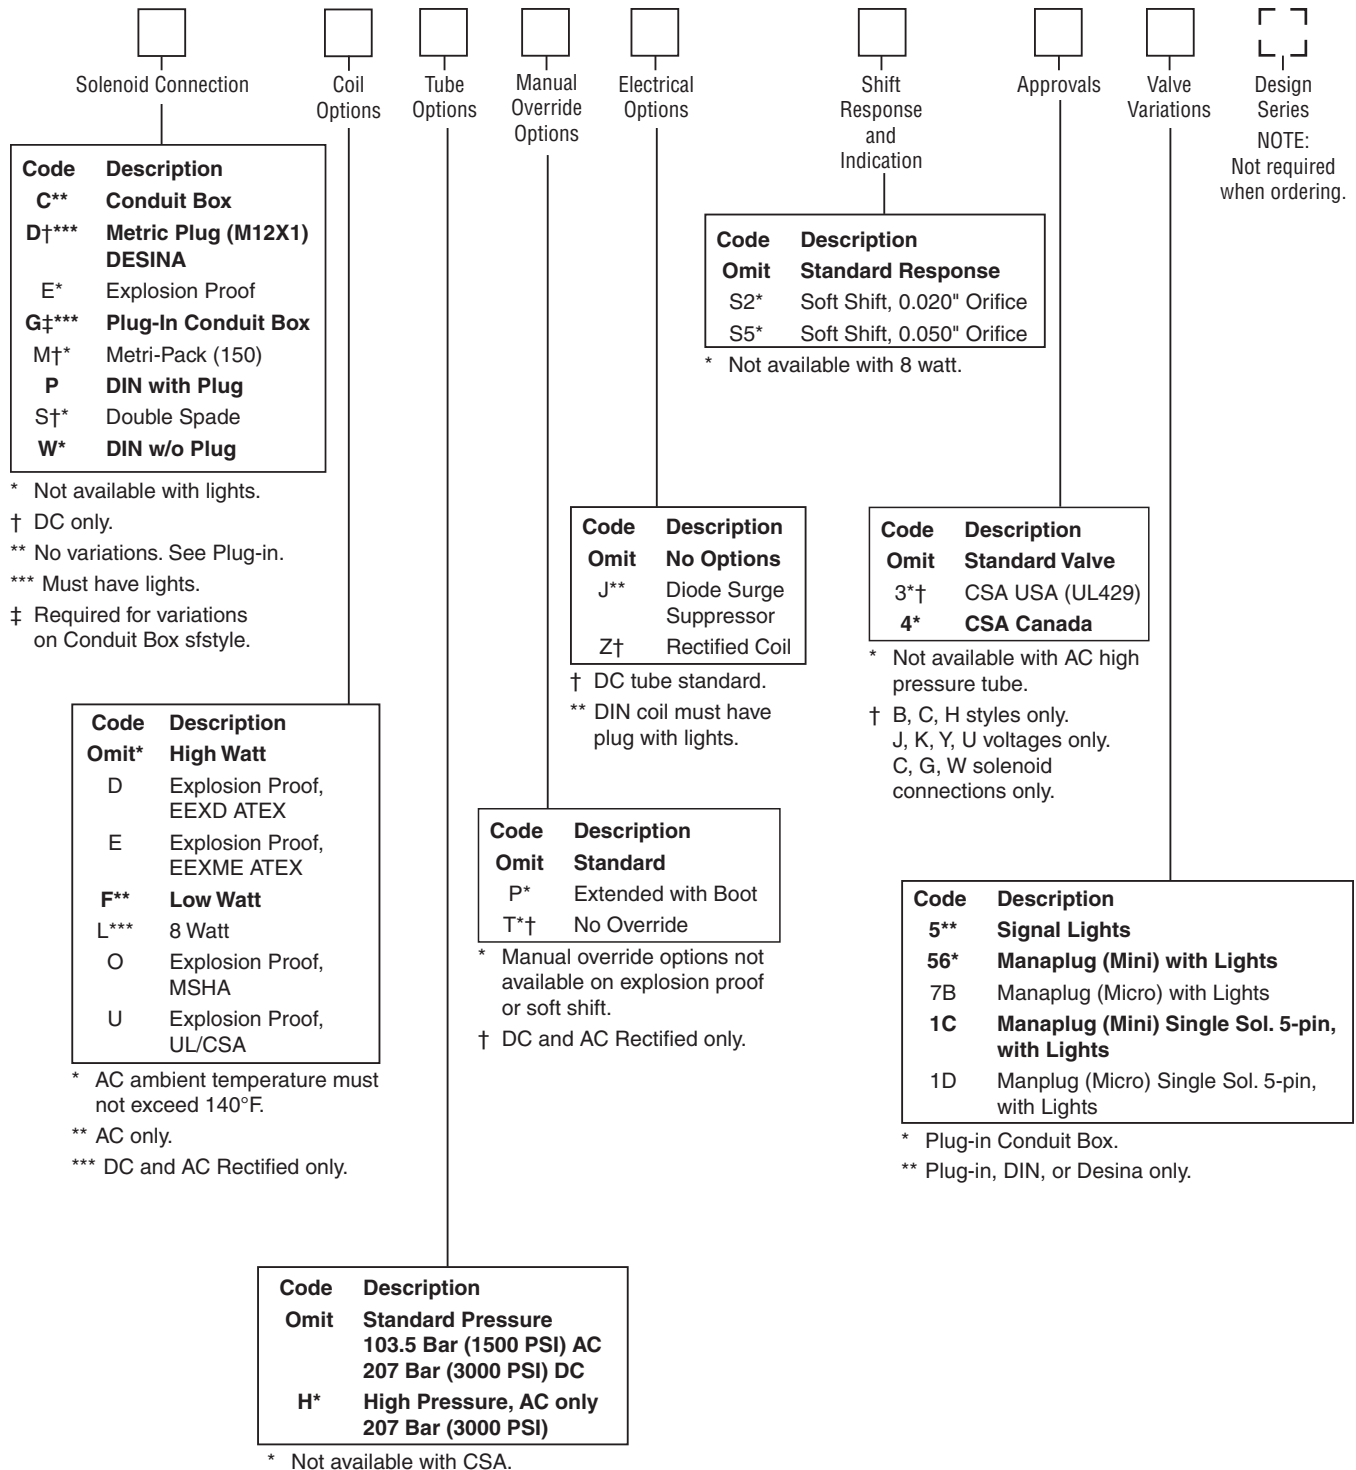 Solenoid Connection
Coil
Options
Tube
Options
Manual
Override
Options
Electrical
Options
Shift
Response
and
Indication
Approvals
Valve
Variations
Design
Series
NOTE:
Not required
when ordering.
Code Description
C** Conduit Box
D†*** Metric Plug (M12X1)
DESINA
E* Explosion Proof
G‡*** Plug-In Conduit Box
M†* Metri-Pack (150)
P DIN with Plug
S†* Double Spade
W* DIN w/o Plug
* Not available with lights.
† DC only.
** No variations. See Plug-in.
*** Must have lights.
‡ Required for variations
on Conduit Box sfstyle.
Code Description
Omit Standard Response
S2* Soft Shift, 0.020" Orifice
S5* Soft Shift, 0.050" Orifice
* Not available with 8 watt.
Code Description
Omit No Options
J** Diode Surge
Suppressor
Z† Rectified Coil
† DC tube standard.
** DIN coil must have
plug with lights.
Code Description
Omit Standard Valve
3*† CSA USA (UL429)
4* CSA Canada
* Not available with AC high
pressure tube.
† B, C, H styles only.
J, K, Y, U voltages only.
C, G, W solenoid
connections only.
Code Description
Omit* High Watt
D Explosion Proof,
EEXD ATEX
E Explosion Proof,
EEXME ATEX
F** Low Watt
L*** 8 Watt
O Explosion Proof,
MSHA
U Explosion Proof,
UL/CSA
* AC ambient temperature must
not exceed 140°F.
** AC only.
*** DC and AC Rectified only.
Code Description
Omit Standard
P* Extended with Boot
T*† No Override
* Manual override options not
available on explosion proof
or soft shift.
† DC and AC Rectified only.
Code Description
5** Signal Lights
56* Manaplug (Mini) with Lights
7B Manaplug (Micro) with Lights
1C Manaplug (Mini) Single Sol. 5-pin,
with Lights
1D Manplug (Micro) Single Sol. 5-pin,
with Lights
* Plug-in Conduit Box.
** Plug-in, DIN, or Desina only.
Code Description
Omit Standard Pressure
103.5 Bar (1500 PSI) AC
207 Bar (3000 PSI) DC
H* High Pressure, AC only
207 Bar (3000 PSI)
* Not available with CSA.